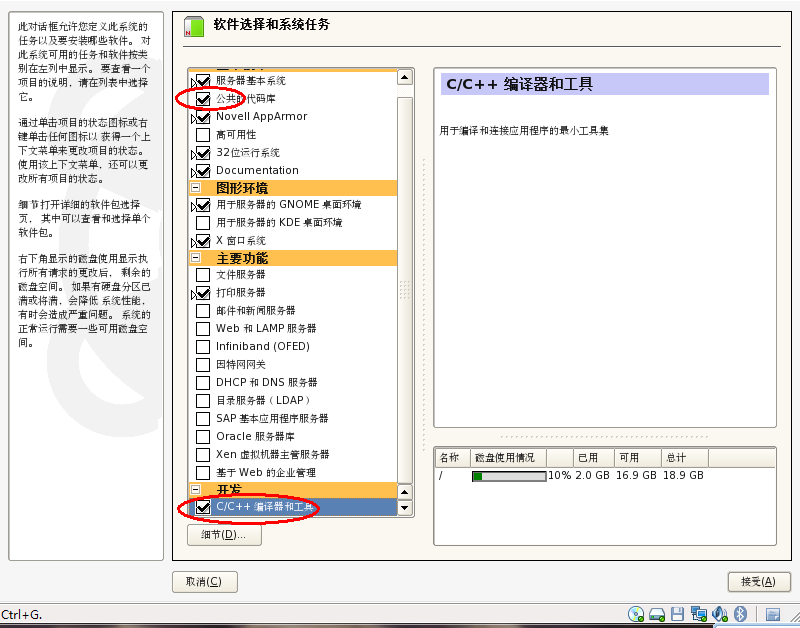 此对话框允许您定义此系统的
任务以及要安装哪些软件。 对
此系统可用的任务和软件按类
别在左列中显示。 要查看一个
项目的说明，请在列表中选择
它。
通过单击项目的状态图标或右
键单击任何图标以 获得一个上
下文菜单来更改项目的状态。
使用该上下文菜单，还可以更
改所有项目的状态。
细节打开详细的软件包选择
页， 其中可以查看和选择单个
软件包。
右下角显示的磁盘使用显示执
行所有请求的更改后， 剩余的
磁盘空间。 如果有硬盘分区已
满或将满，会降低 系统性能，
有时会造成严重问题。 系统的
正常运行需要一些可用磁盘空
间。
软件选择和系统任务
服务器基本系统
公共的代码库
Novell AppArmor
高可用性
32位运行系统
Documentation
图形环境
用于服务器的 GNOME 桌面环境
用于服务器的 KDE 桌面环境
X 窗口系统
主要功能
文件服务器
打印服务器
邮件和新闻服务器
Web 和 LAMP 服务器
Infiniband (OFED)
因特网网关
DHCP 和 DNS 服务器
目录服务器（LDAP）
SAP 基本应用程序服务器
Oracle 服务器库
Xen 虚拟机器主管服务器
基于 Web 的企业管理
开发
C/C++ 编译器和工具
细节(D)...
C/C++ 编译器和工具
用于编译和连接应用程序的最小工具集
名称 磁盘使用情况 已用 可用 总计
/ 10% 2.0 GB 16.9 GB 18.9 GB
取消(C) 接受(A)
Ctrl+G.